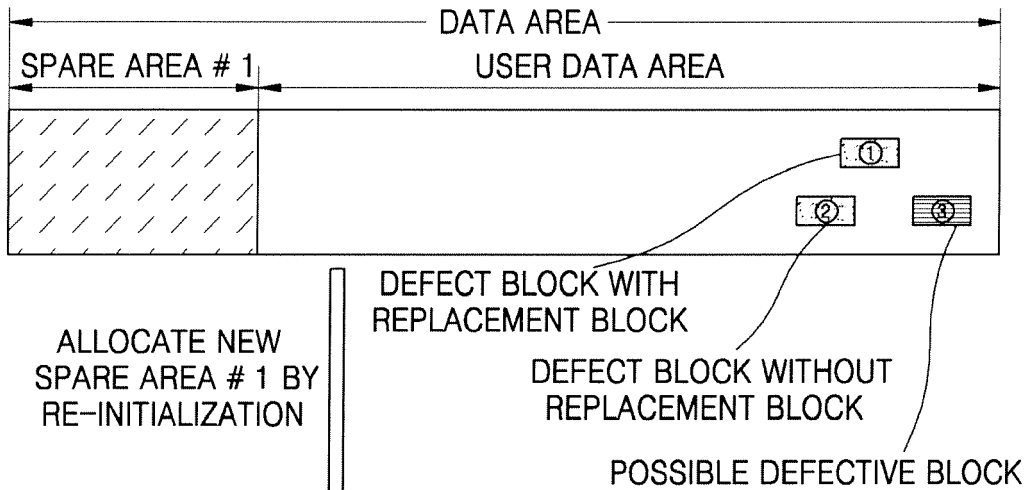 DATA AREA
SPARE AREA # 1
USER DATA AREA
①
②
③
DEFECT BLOCK WITH
REPLACEMENT BLOCK
ALLOCATE NEW
SPARE AREA # 1 BY
RE-INITIALIZATION
DEFECT BLOCK WITHOUT
REPLACEMENT BLOCK
POSSIBLE DEFECTIVE BLOCK